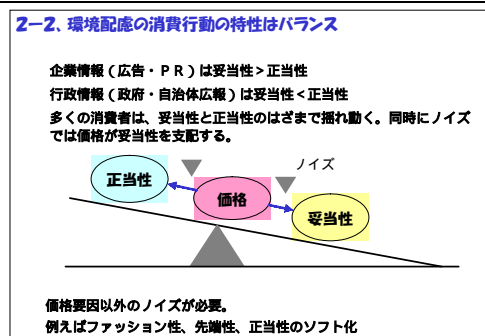 2-2、環境配慮の消費行動の特性はバランス
企業情報(広告・PR)は妥当性>正当性
行政情報(政府・自治体広報)は妥当性<正当性
多くの消費者は、妥当性と正当性のはざまで揺れ動く。同時にノイズ
では価格が妥当性を支配する。
ノイズ
正当性
価格
妥当性
価格要因以外のノイズが必要。
例えばファッション性、先端性、正当性のソフト化